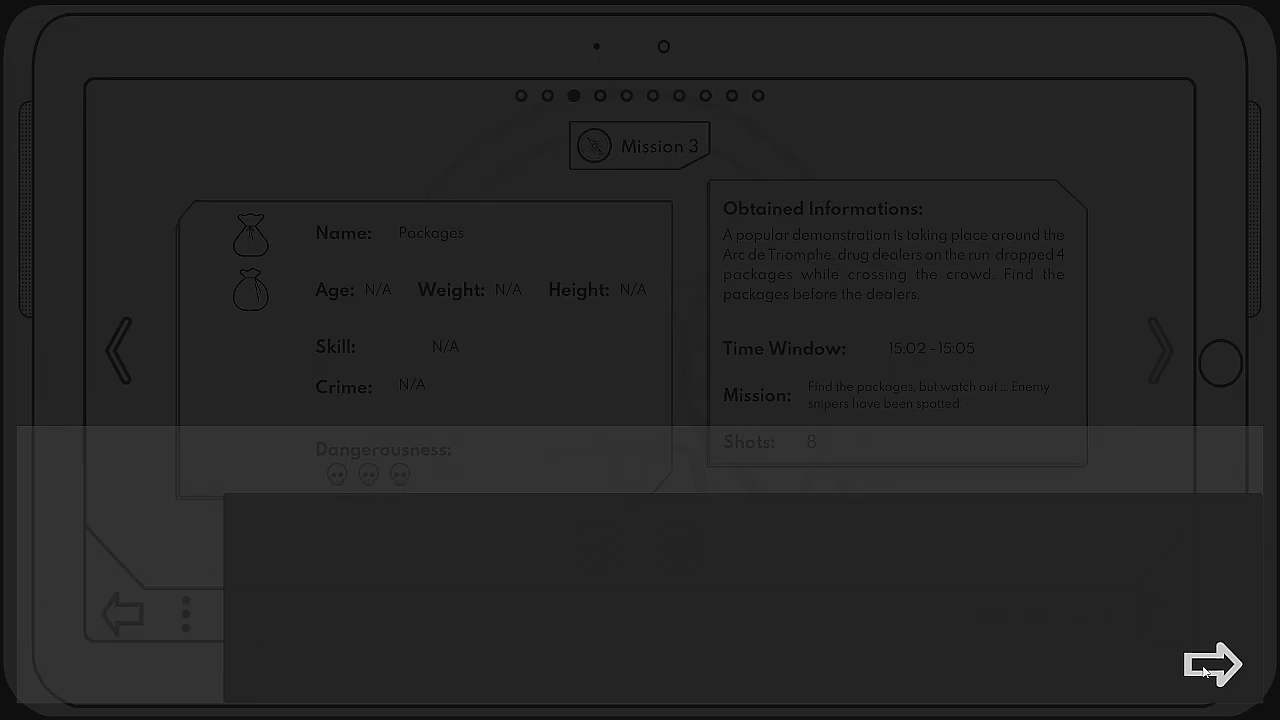 Mission 3
Name: Packages
Age: N/A Weight: N/A Height: N/A
Skill: N/A
Crime: N/A
Dangerousness:
Obtained Informations:
A popular demonstration is taking place around the
Arc de Triomphe, drug dealers on the run dropped 4
packages while crossing the crowd. Find the
packages before the dealers.
Time Window: 15:02 - 15:05
Mission: Find the packages, but watch out ... Enemy
snipers have been spotted.
Shots: 8